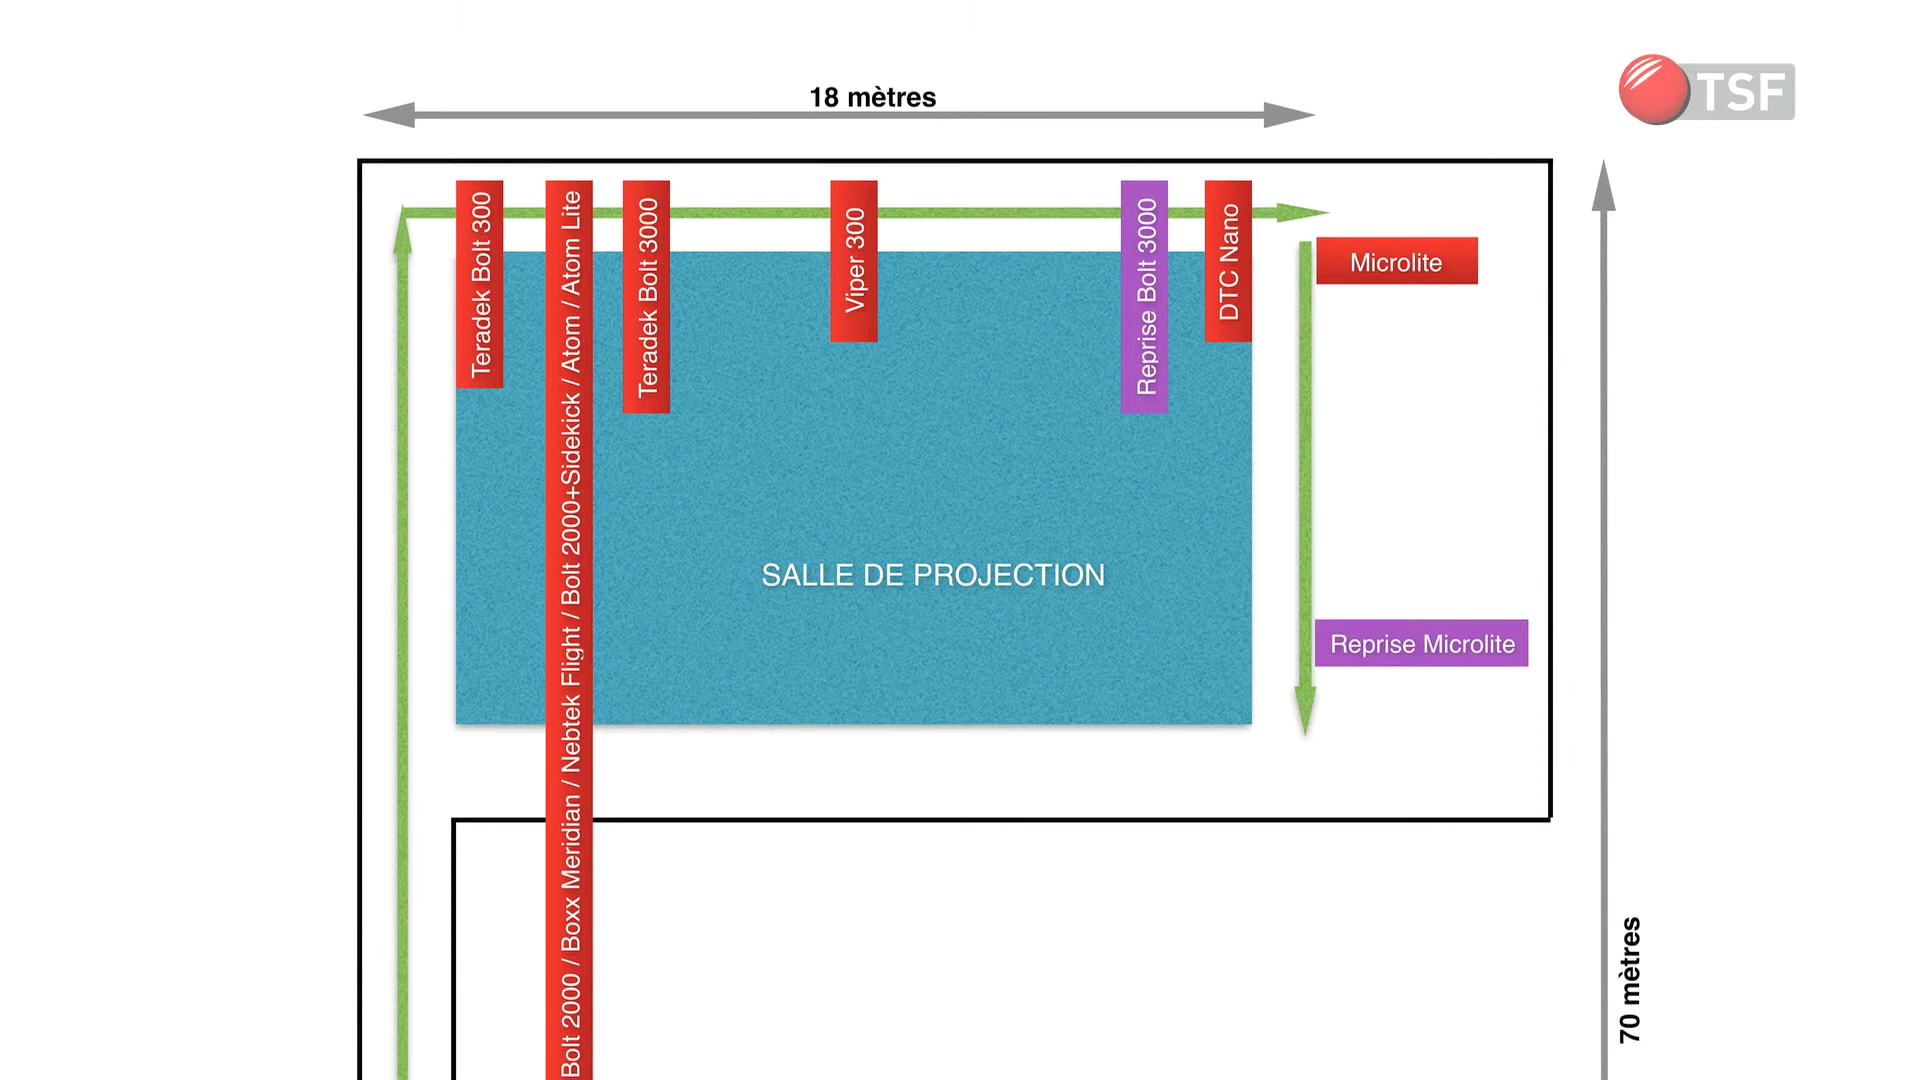 18 mètres
TSF
Teradek Bolt 300
Bolt 2000 / Boxx Meridian / Nebtek Flight / Bolt 2000+Sidekick / Atom / Atom Lite
Teradek Bolt 3000
Viper 300
Reprise Bolt 3000
DTC Nano
Microlite
SALLE DE PROJECTION
Reprise Microlite
70 mètres